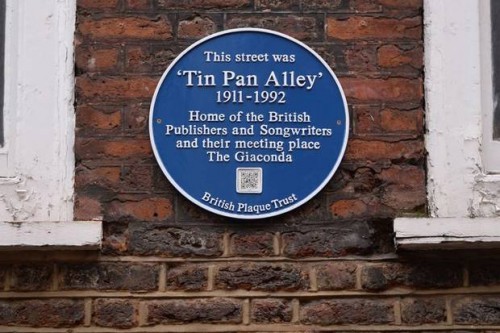 This street was
‘Tin Pan Alley’
1911-1992
Home of the British
Publishers and Songwriters
and their meeting place
The Giaconda
British Plaque Trust